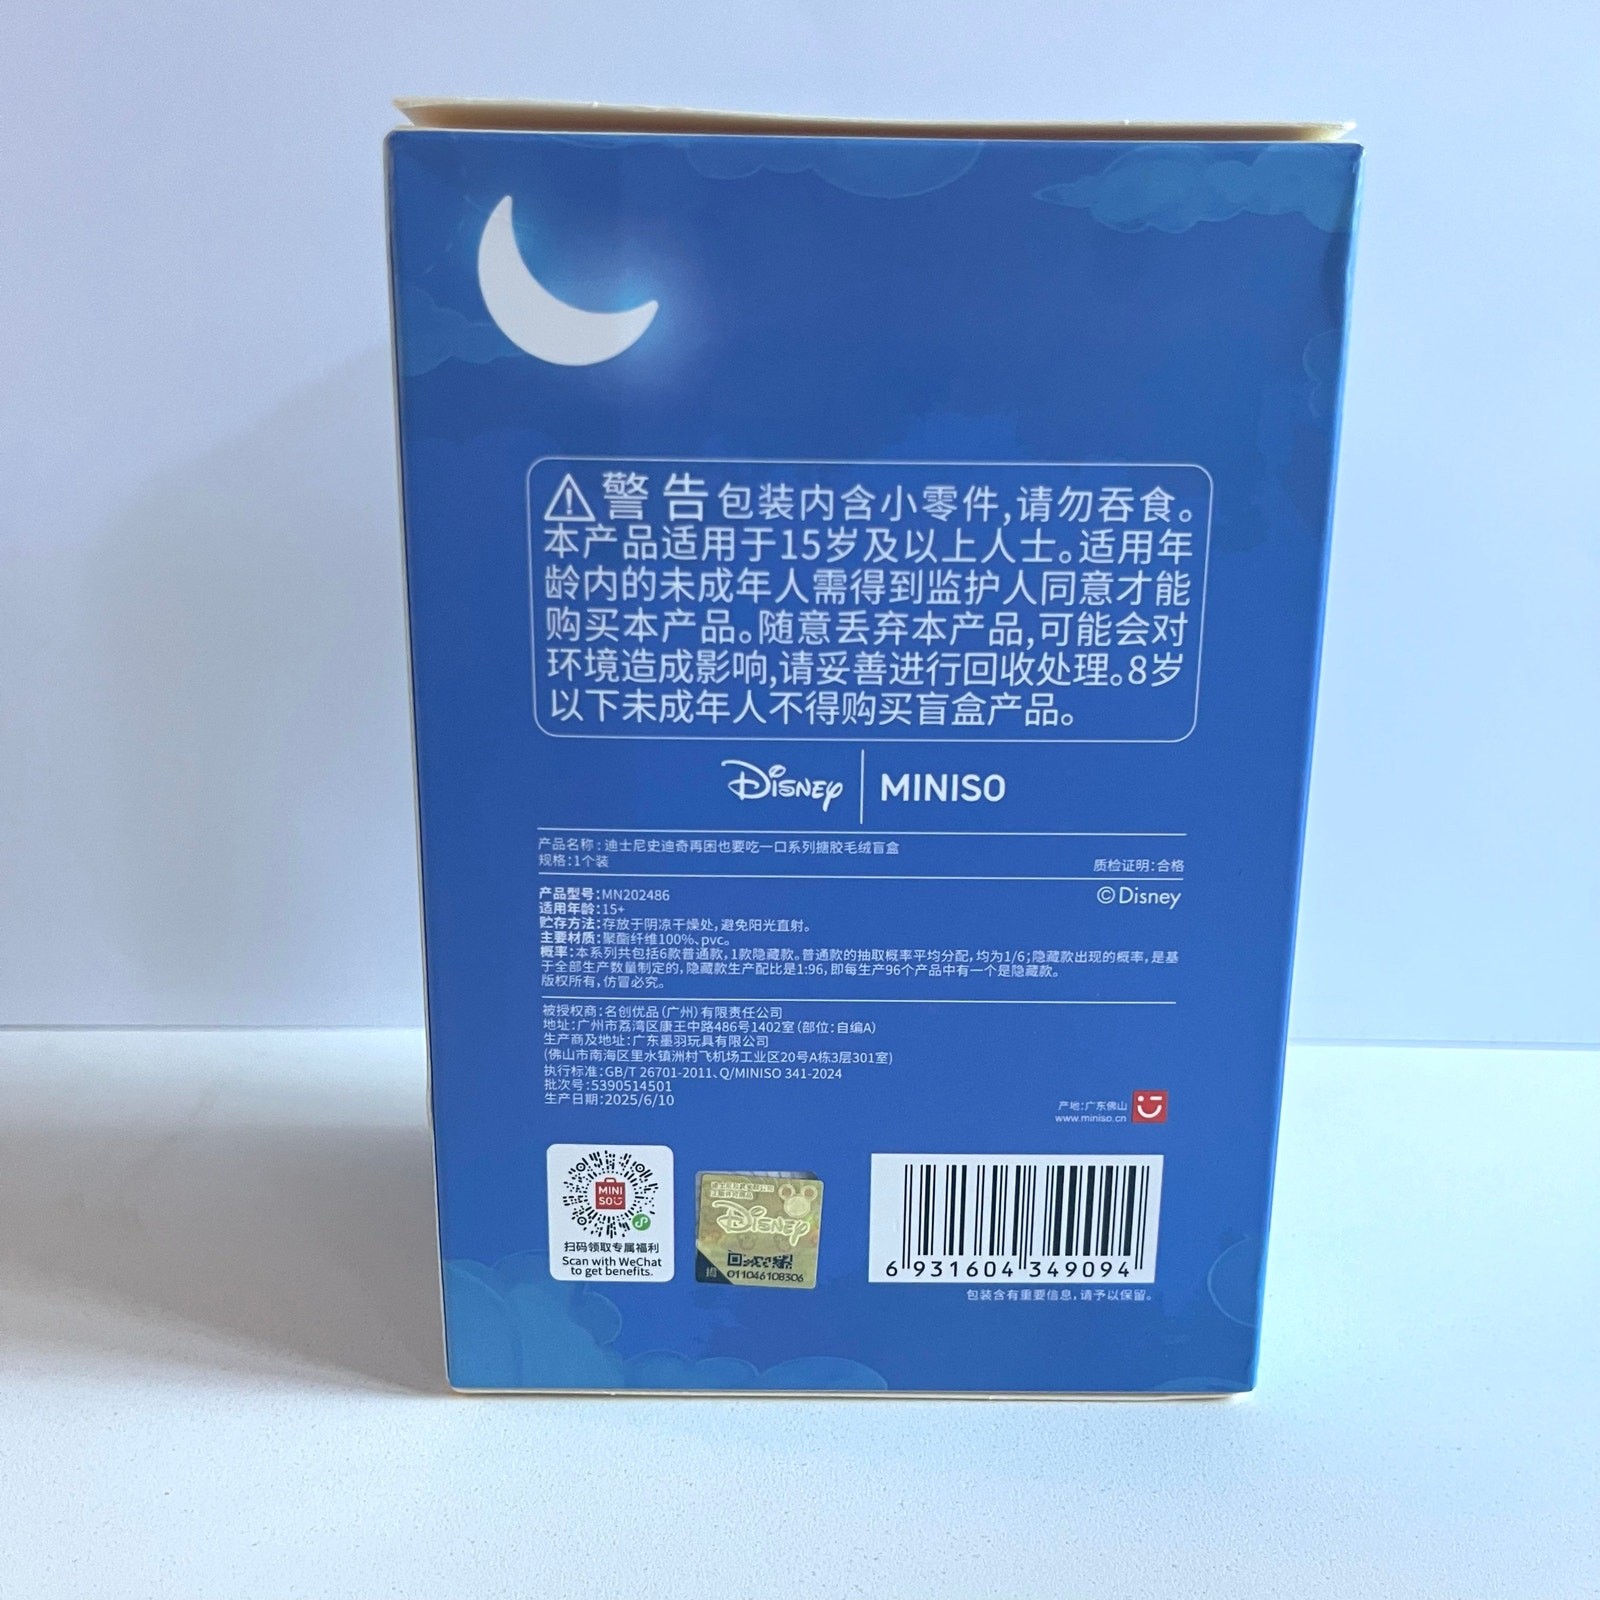 ⚠警告包装内含小零件,请勿吞食。
本产品适用于15岁及以上人士。适用年
龄内的未成年人需得到监护人同意才能
购买本产品。随意丢弃本产品,可能会对
环境造成影响,请妥善进行回收处理。8岁
以下未成年人不得购买盲盒产品。
Disney | MINISO
产品名称:迪士尼史迪奇再困也要吃一口系列搪胶毛绒盲盒
规格:1个装
质检证明:合格
产品型号:MN202486
©Disney
适用年龄:15+
贮存方法:存放于阴凉干燥处,避免阳光直射。
主要材质:聚酯纤维100%、pvc。
概率:本系列共包括6款普通款,1款隐藏款。普通款的抽取概率平均分配,均为1/6;隐藏款出现的概率,是基
于全部生产数量制定的,隐藏款生产配比是1:96,即每生产96个产品中有一个是隐藏款。
版权所有,仿冒必究。
被授权商:名创优品(广州)有限责任公司
地址:广州市荔湾区康王中路486号1402室(部位:自编A)
生产商及地址:广东墨羽玩具有限公司
(佛山市南海区里水镇洲村飞机场工业区20号A栋3层301室)
执行标准:GB/T 26701-2011、Q/MINISO 341-2024
批次号:5390514501
生产日期:2025/6/10
产地:广东佛山
www.miniso.cn
MINI
SO
扫码领取专属福利
Scan with WeChat
to get benefits.
Disney
011046108306
6 931604 349094
包装含有重要信息,请予以保留。